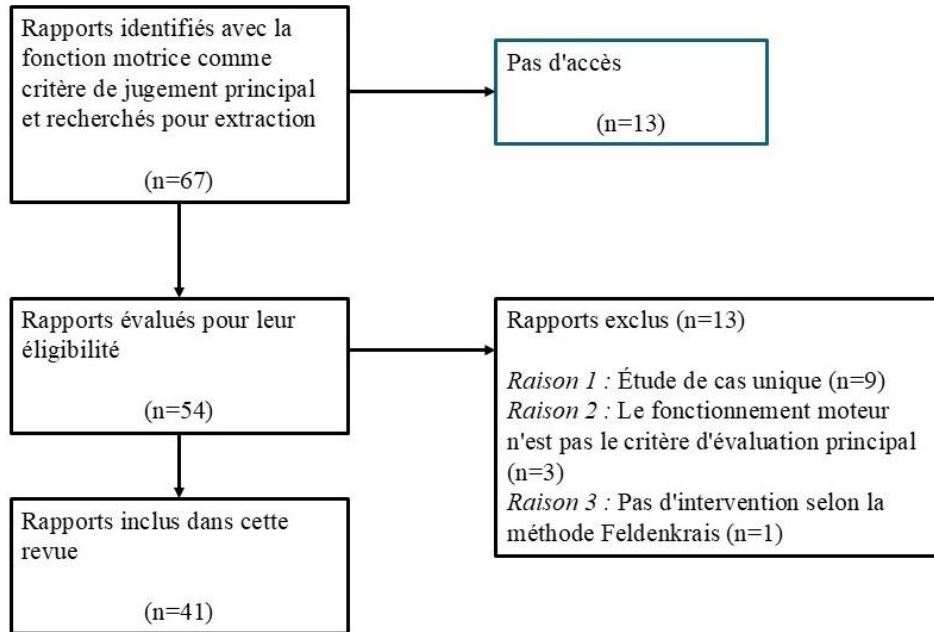 Rapports identifiés avec la
fonction motrice comme
critère de jugement principal
et recherchés pour extraction
(n=67)
Pas d'accès
(n=13)
Rapports évalués pour leur
éligibilité
(n=54)
Rapports exclus (n=13)
Raison 1 : Étude de cas unique (n=9)
Raison 2 : Le fonctionnement moteur
n'est pas le critère d'évaluation principal
(n=3)
Raison 3 : Pas d'intervention selon la
méthode Feldenkrais (n=1)
Rapports inclus dans cette
revue
(n=41)